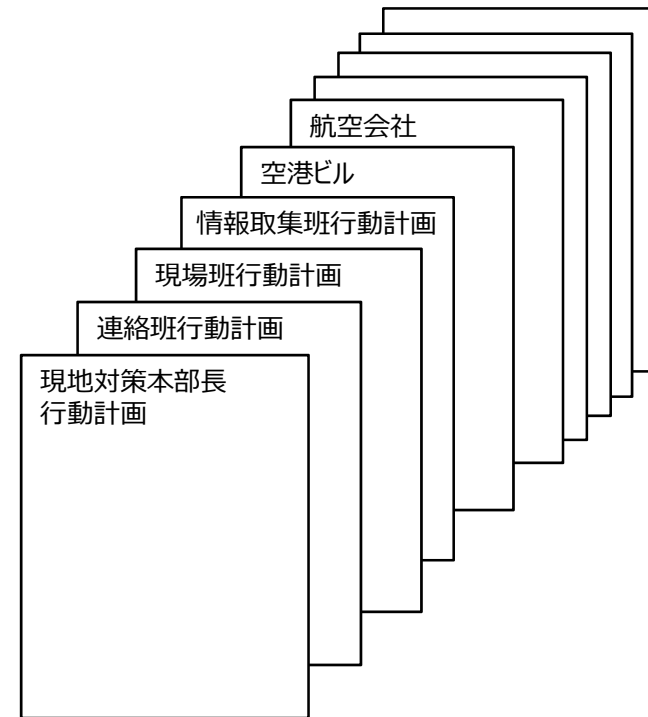 航空会社
空港ビル
情報取集班行動計画
現場班行動計画
連絡班行動計画
現地対策本部長
行動計画